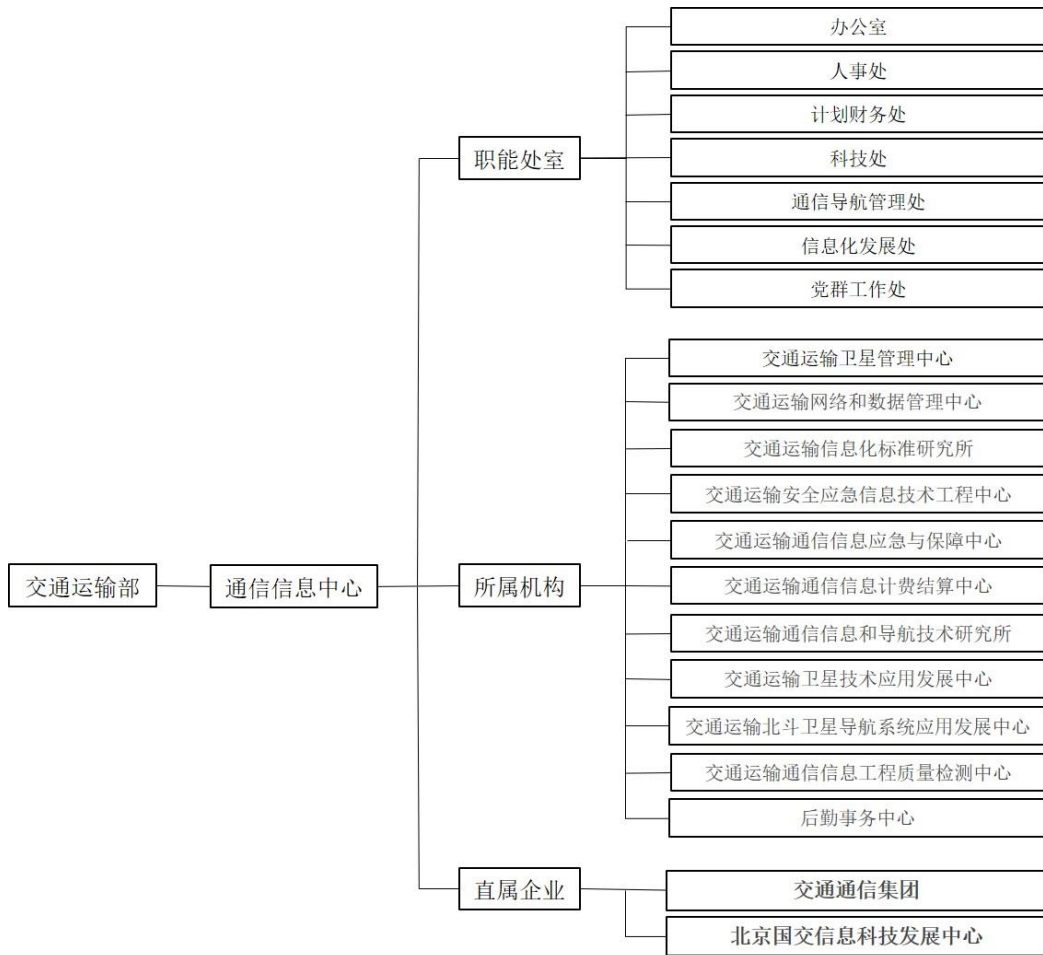 交通运输部
通信信息中心
职能处室
办公室
人事处
计划财务处
科技处
通信导航管理处
信息化发展处
党群工作处
所属机构
交通运输卫星管理中心
交通运输网络和数据管理中心
交通运输信息化标准研究所
交通运输安全应急信息技术工程中心
交通运输通信信息应急与保障中心
交通运输通信信息计费结算中心
交通运输通信信息和导航技术研究所
交通运输卫星技术应用发展中心
交通运输北斗卫星导航系统应用发展中心
交通运输通信信息工程质量检测中心
后勤事务中心
直属企业
交通通信集团
北京国交信息科技发展中心